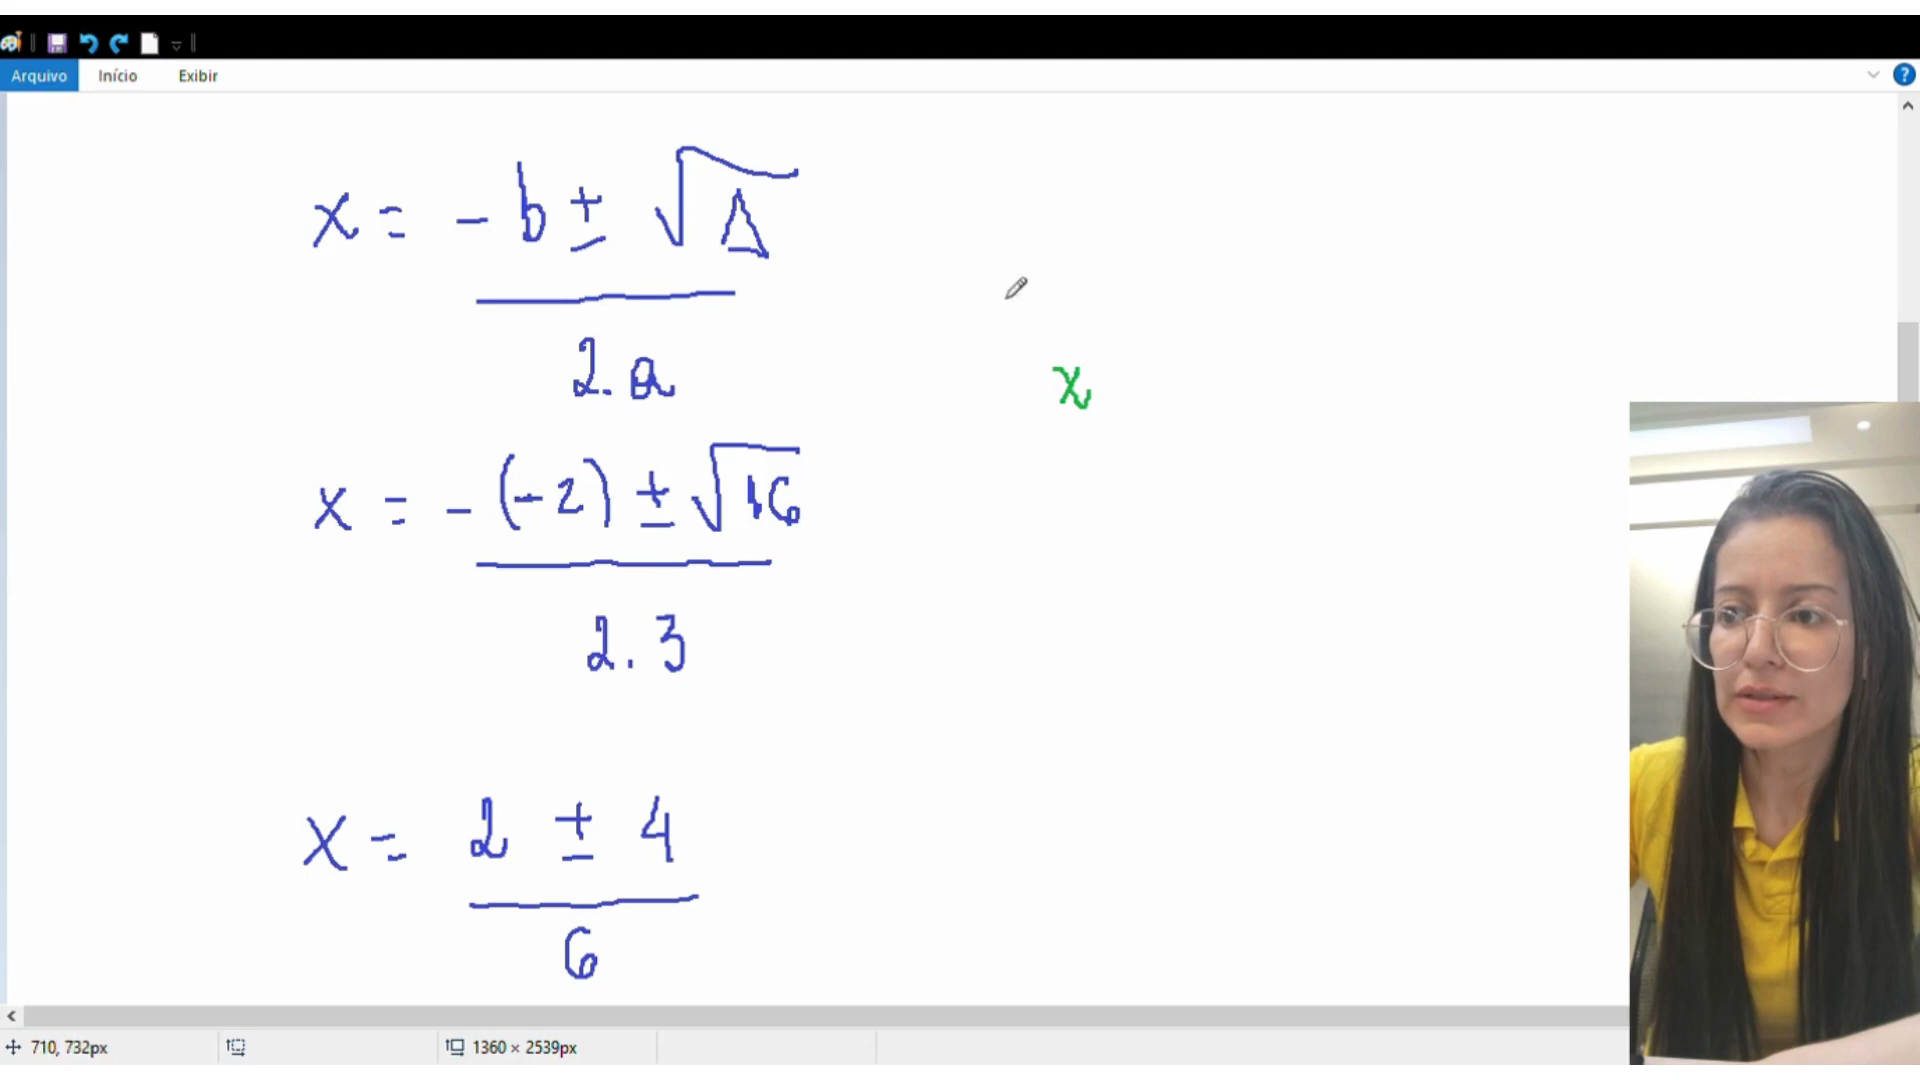 Arquivo Início Exibir
x = - b ± √Δ
2.a
x
x = - (-2) ± √16
2.3
x = 2 ± 4
6
710, 732px 1360 × 2539px